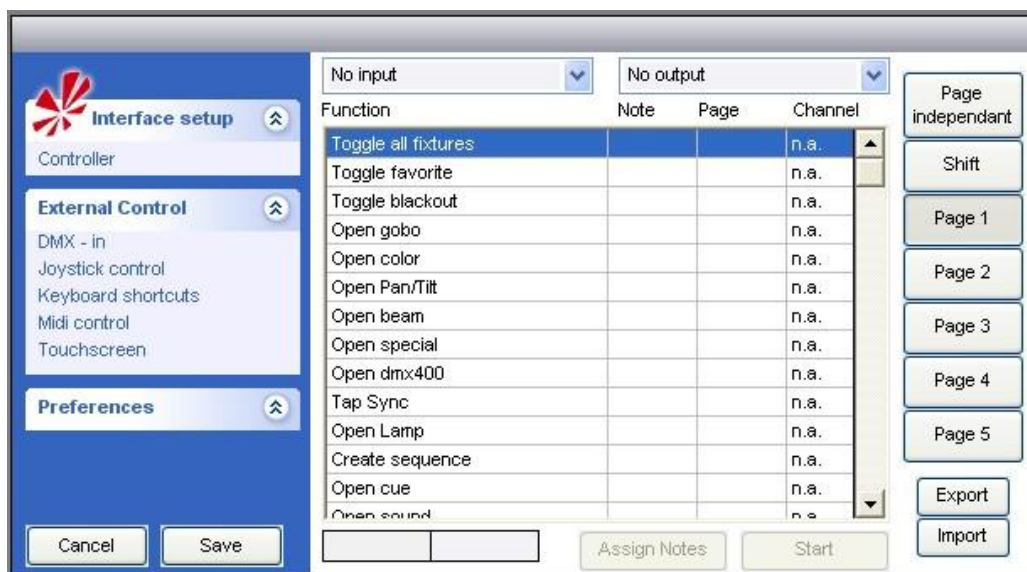 Interface setup
Controller
External Control
DMX - in
Joystick control
Keyboard shortcuts
Midi control
Touchscreen
Preferences
Cancel
Save
No input
No output
Function Note Page Channel
Toggle all fixtures n.a.
Toggle favorite n.a.
Toggle blackout n.a.
Open gobo n.a.
Open color n.a.
Open Pan/Tilt n.a.
Open beam n.a.
Open special n.a.
Open dmx400 n.a.
Tap Sync n.a.
Open Lamp n.a.
Create sequence n.a.
Open cue n.a.
Open sound n.a.
Assign Notes
Start
Page
independant
Shift
Page 1
Page 2
Page 3
Page 4
Page 5
Export
Import